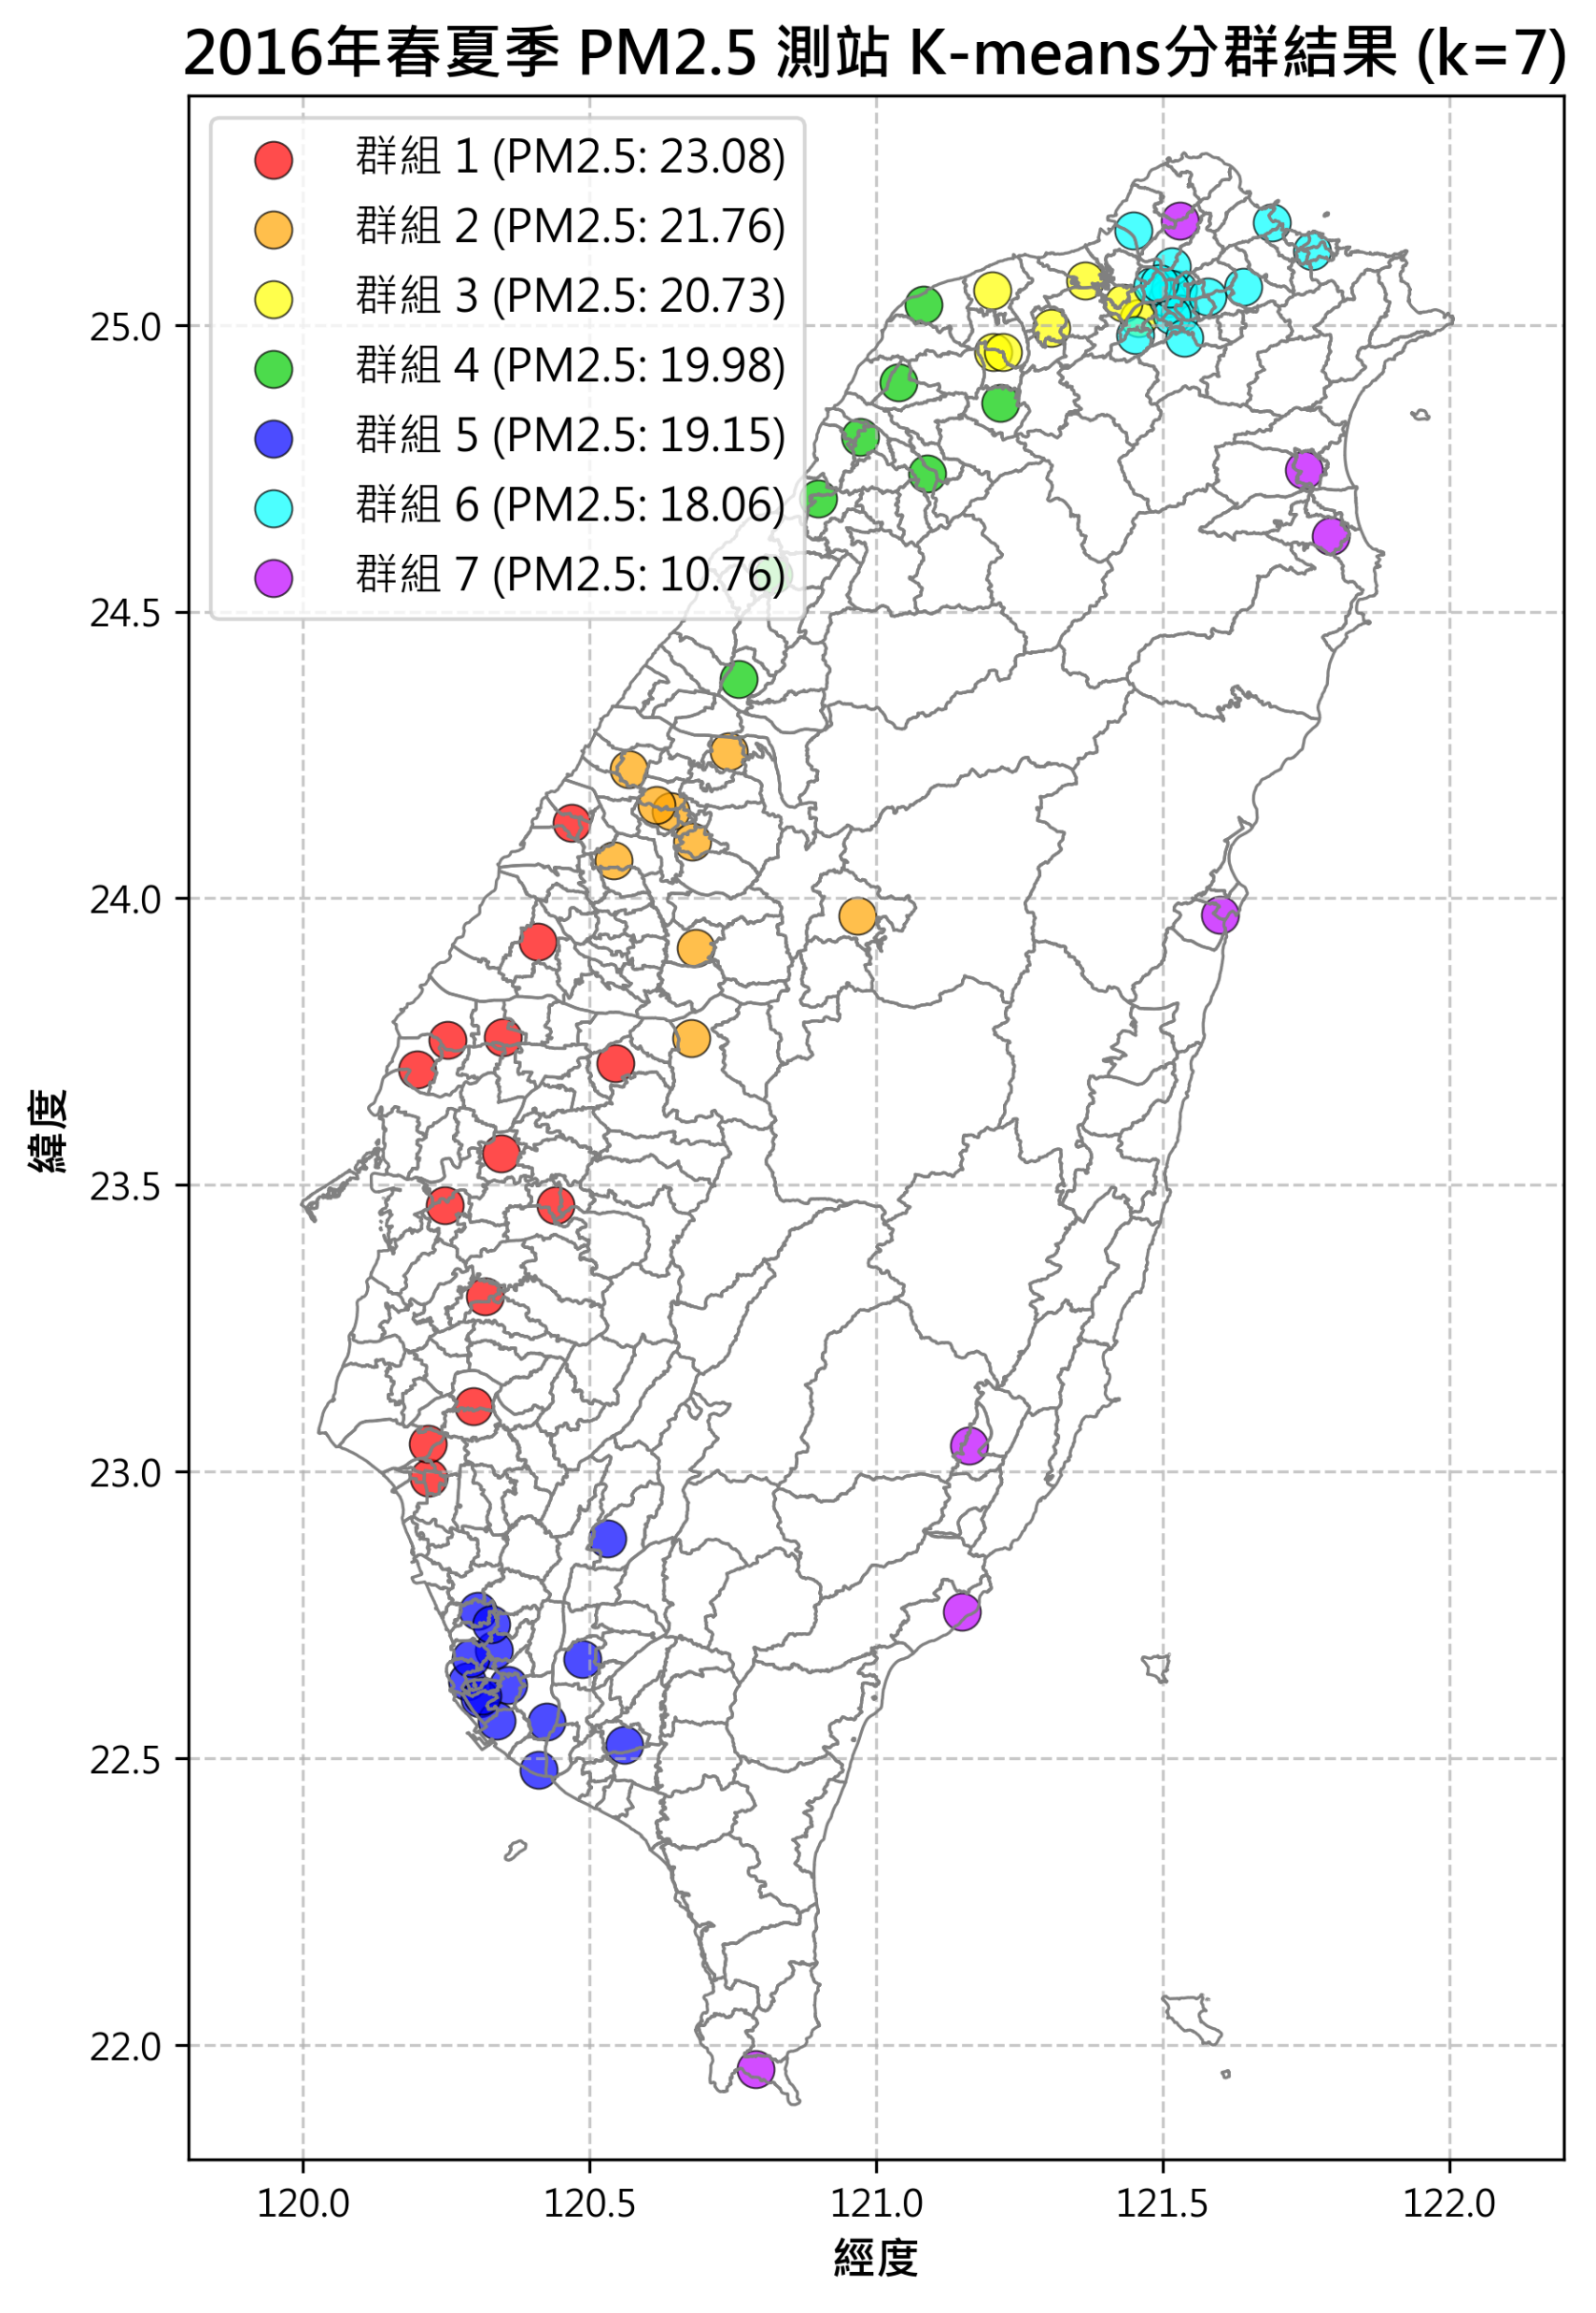 2016年春夏季 PM2.5 測站 K-means分群結果 (k=7)
群組 1 (PM2.5: 23.08)
群組 2 (PM2.5: 21.76)
群組 3 (PM2.5: 20.73)
群組 4 (PM2.5: 19.98)
群組 5 (PM2.5: 19.15)
群組 6 (PM2.5: 18.06)
群組 7 (PM2.5: 10.76)
25.0
24.5
24.0
23.5
23.0
22.5
22.0
緯度
120.0
120.5
121.0
121.5
122.0
經度